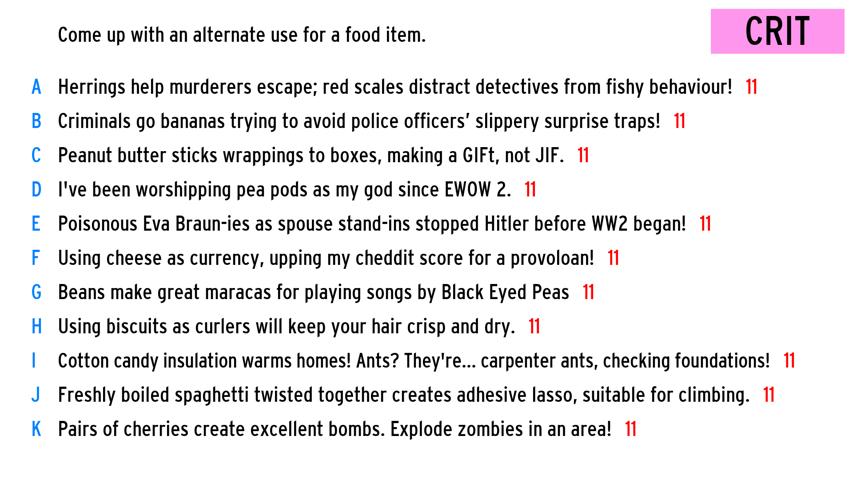 Come up with an alternate use for a food item.
CRIT
A Herrings help murderers escape; red scales distract detectives from fishy behaviour! 11
B Criminals go bananas trying to avoid police officers’ slippery surprise traps! 11
C Peanut butter sticks wrappings to boxes, making a GIFt, not JIF. 11
D I've been worshipping pea pods as my god since EWOW 2. 11
E Poisonous Eva Braun-ies as spouse stand-ins stopped Hitler before WW2 began! 11
F Using cheese as currency, upping my cheddit score for a provoloan! 11
G Beans make great maracas for playing songs by Black Eyed Peas 11
H Using biscuits as curlers will keep your hair crisp and dry. 11
I Cotton candy insulation warms homes! Ants? They're... carpenter ants, checking foundations! 11
J Freshly boiled spaghetti twisted together creates adhesive lasso, suitable for climbing. 11
K Pairs of cherries create excellent bombs. Explode zombies in an area! 11